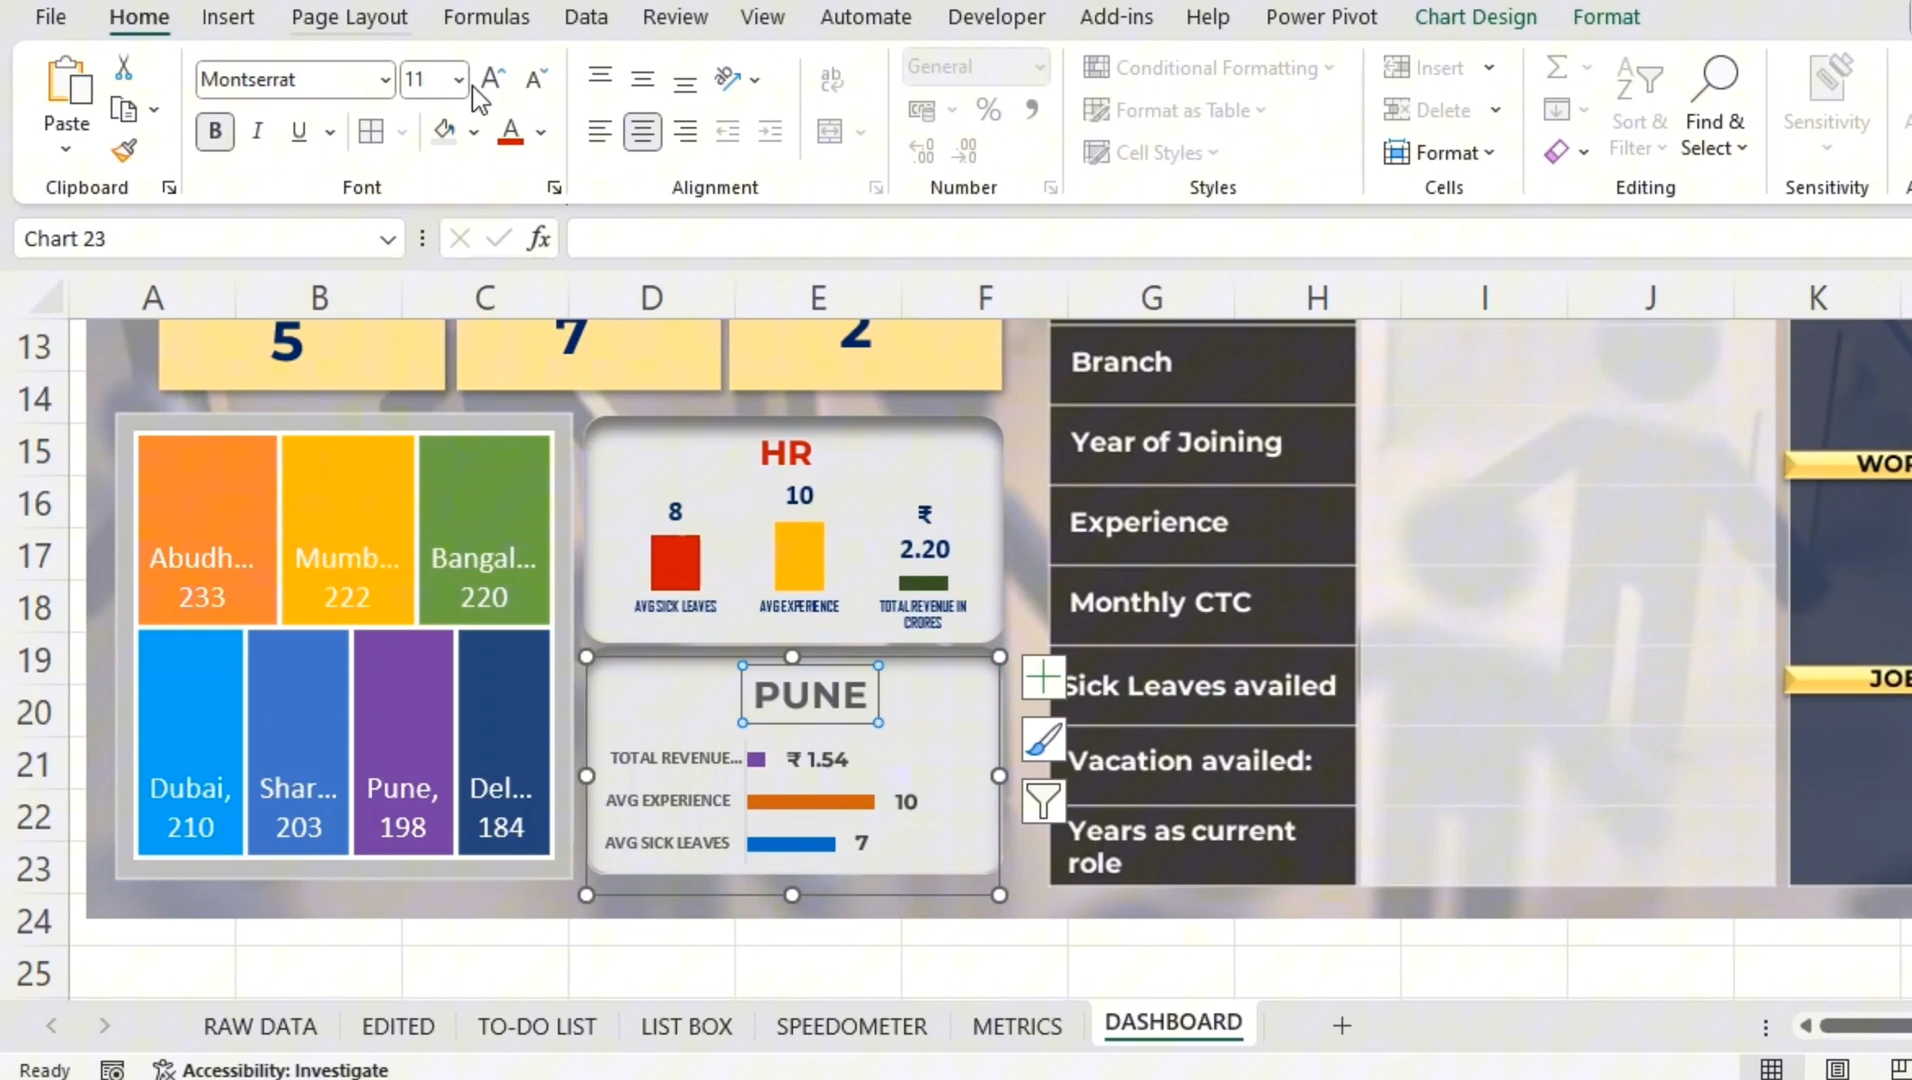 File Home Insert Page Layout Formulas Data Review View Automate Developer Add-ins Help Power Pivot Chart Design Format
Paste
Clipboard
Montserrat 11
B I U
Font
Alignment
General
Number
Conditional Formatting
Format as Table
Cell Styles
Styles
Insert
Delete
Format
Cells
Sort & Filter
Find & Select
Editing
Sensitivity
Sensitivity
Chart 23
fx
A B C D E F G H I J K
13
14
15
16
17
18
19
20
21
22
23
24
25
5 7 2
Abudh...
233
Mumb...
222
Bangal...
220
Dubai,
210
Shar...
203
Pune,
198
Del...
184
HR
8
10
₹
2.20
AVG SICK LEAVES
AVG EXPERIENCE
TOTAL REVENUE IN
CRORES
PUNE
TOTAL REVENUE... ₹ 1.54
AVG EXPERIENCE 10
AVG SICK LEAVES 7
Branch
Year of Joining
Experience
Monthly CTC
Sick Leaves availed
Vacation availed:
Years as current
role
RAW DATA EDITED TO-DO LIST LIST BOX SPEEDOMETER METRICS DASHBOARD
Ready Accessibility: Investigate